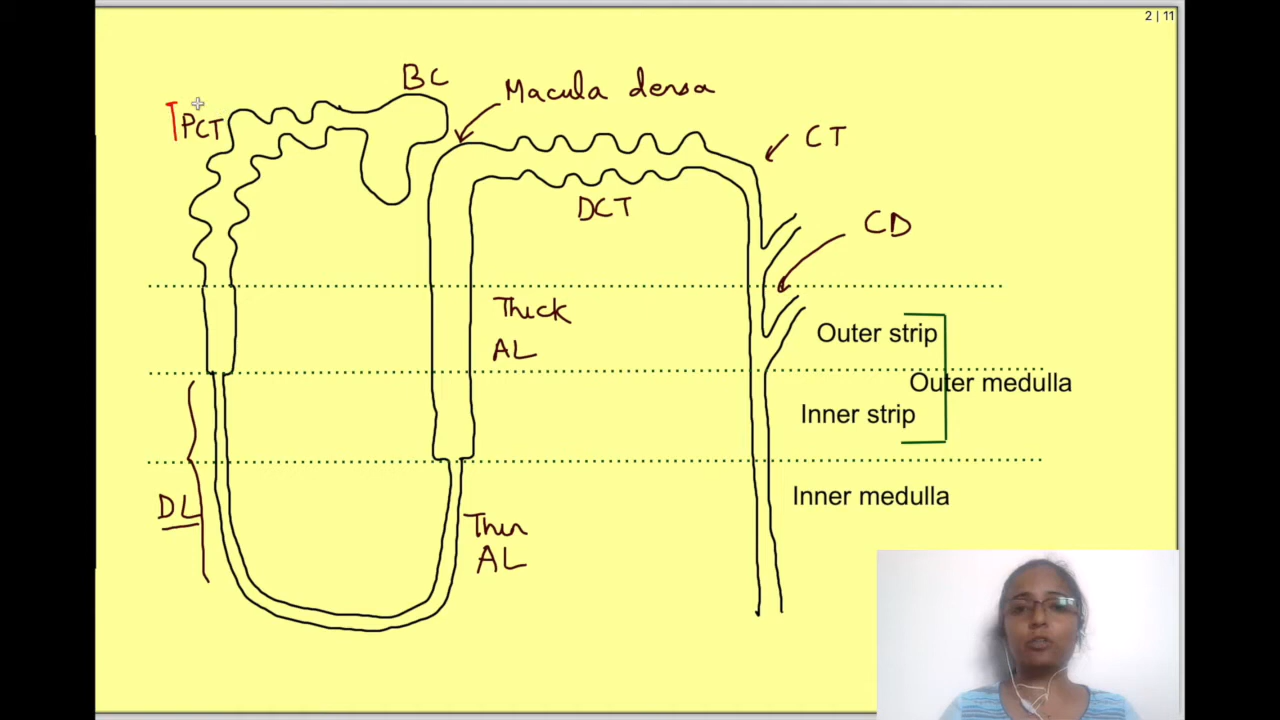 2 | 11
BC
Macula densa
PCT
CT
DCT
CD
Thick
AL
Outer strip
Outer medulla
Inner strip
DL
Inner medulla
Thin
AL